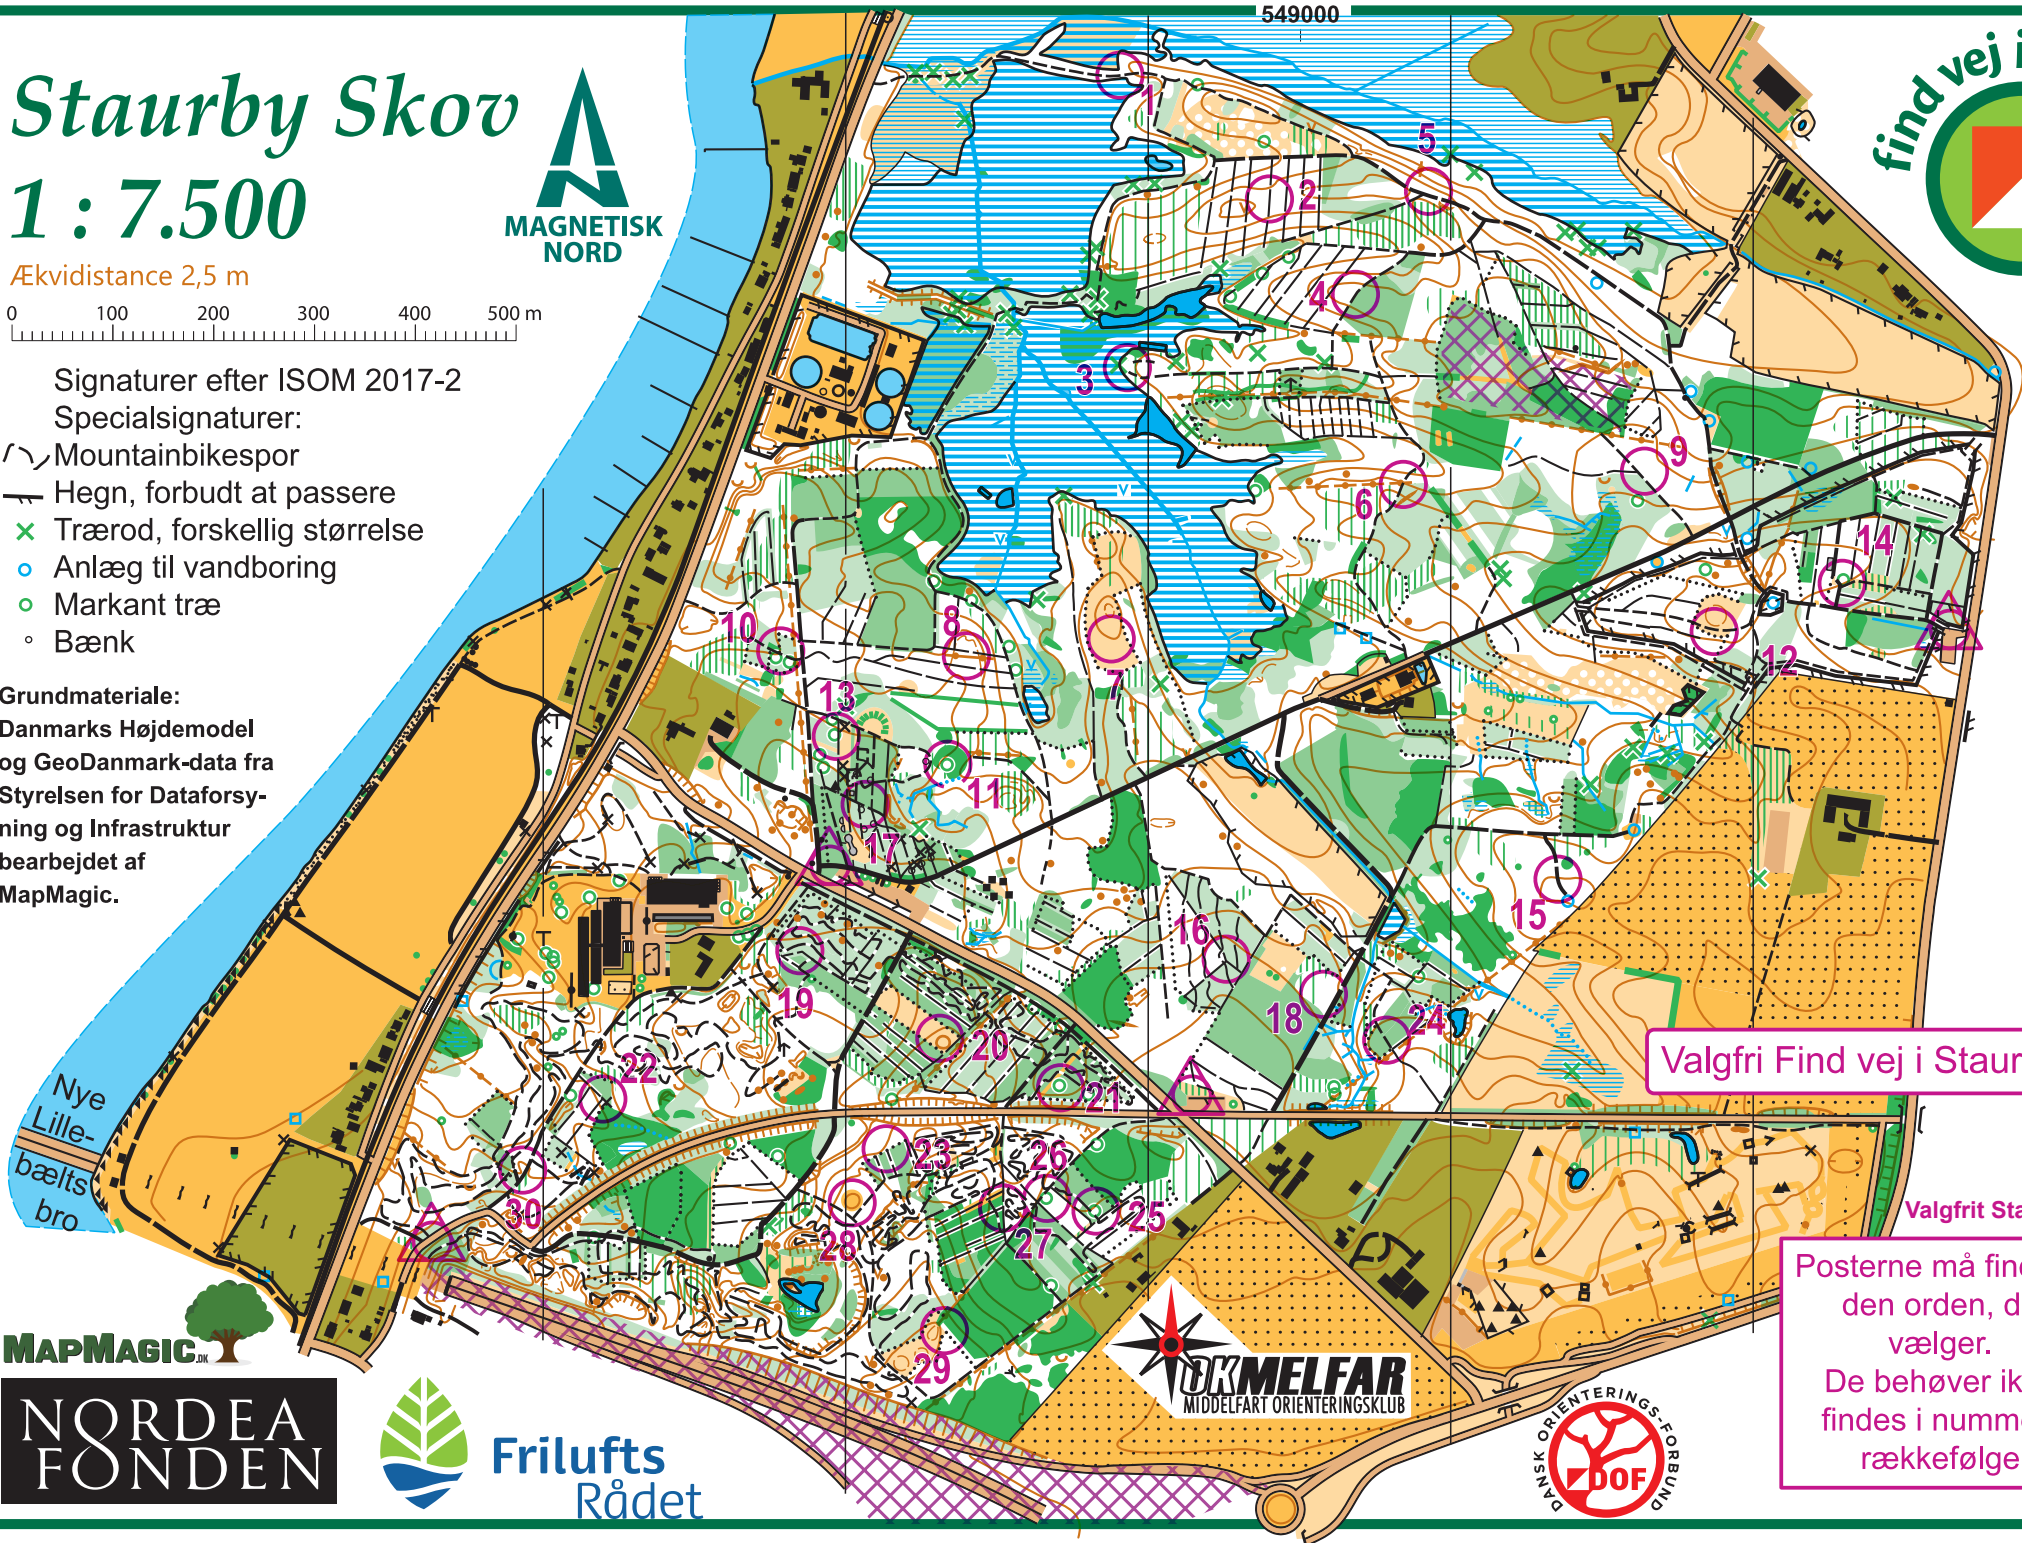 Staurby Skov
1 : 7.500
Ækvidistance 2,5 m
0 100 200 300 400 500 m
MAGNETISK
NORD
549000
find vej i
Signaturer efter ISOM 2017-2
Specialsignaturer:
Mountainbikespor
Hegn, forbudt at passere
Trærod, forskellig størrelse
Anlæg til vandboring
Markant træ
Bænk
Grundmateriale:
Danmarks Højdemodel
og GeoDanmark-data fra
Styrelsen for Dataforsy-
ning og Infrastruktur
bearbejdet af
MapMagic.
1
2
3
4
5
6
7
8
9
10
11
12
13
14
15
16
17
18
19
20
21
22
23
24
25
26
27
28
29
30
Nye
Lille-
bælts
bro
Valgfri Find vej i Staur
Valgfrit Sta
Posterne må find
den orden, d
vælger.
De behøver ik
findes i numm
rækkefølge
MAPMAGIC.DK
NORDEA
FONDEN
Frilufts
Rådet
OK MELFAR
MIDDELFART ORIENTERINGSKLUB
DANSK ORIENTERINGS-FORBUND
DOF